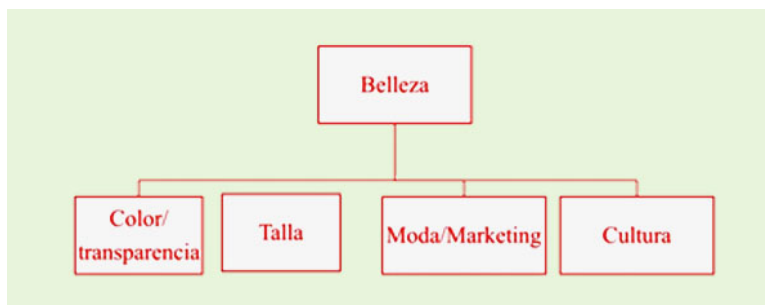 Belleza
Color/
transparencia
Talla
Moda/Marketing
Cultura